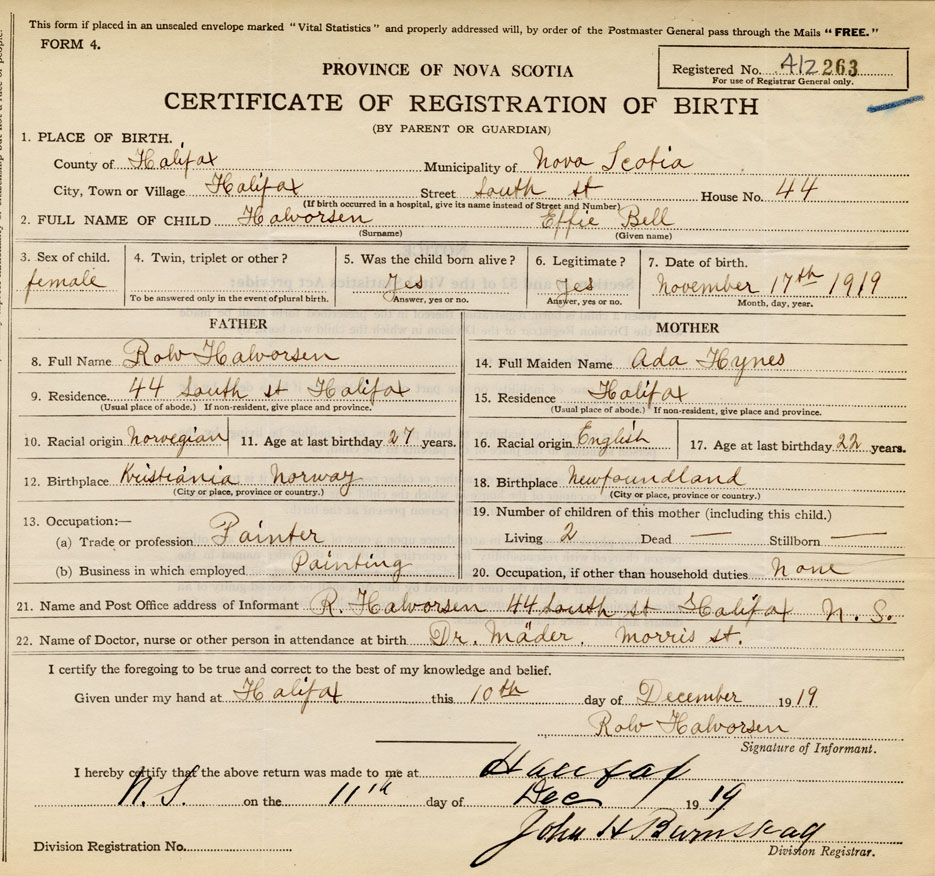 This form if placed in an unsealed envelope marked "Vital Statistics" and properly addressed will, by order of the Postmaster General pass through the Mails "FREE."
FORM 4.
Registered No. 263
For use of Registrar General only.
PROVINCE OF NOVA SCOTIA
CERTIFICATE OF REGISTRATION OF BIRTH
(BY PARENT OR GUARDIAN)
1. PLACE OF BIRTH.
County of Halifax Municipality of Nova Scotia
City, Town or Village Halifax Street South st House No. 44
(If birth occurred in a hospital, give its name instead of Street and Number)
2. FULL NAME OF CHILD Halvorsen Effie Bell
(Surname) (Given name)
3. Sex of child. 4. Twin, triplet or other? 5. Was the child born alive? 6. Legitimate? 7. Date of birth.
female Yes Yes November 17th 1919
To be answered only in the event of plural birth. Answer, yes or no. Answer, yes or no. Month, day, year.
FATHER MOTHER
8. Full Name Rolv Halvorsen 14. Full Maiden Name Ada Hynes
9. Residence. 44 South st Halifax 15. Residence Halifax
(Usual place of abode.) If non-resident, give place and province. (Usual place of abode.) If non-resident, give place and province.
10. Racial origin Norwegian 11. Age at last birthday 27 years. 16. Racial origin English 17. Age at last birthday 22 years.
12. Birthplace Kristiania Norway 18. Birthplace Newfoundland
(City or place, province or country.) (City or place, province or country.)
13. Occupation:— 19. Number of children of this mother (including this child.)
(a) Trade or profession Painter Living 2 Dead — Stillborn —
(b) Business in which employed Painting 20. Occupation, if other than household duties None
21. Name and Post Office address of Informant R. Halvorsen 44 South st Halifax N. S.
22. Name of Doctor, nurse or other person in attendance at birth Dr. Mäder. Morris st.
I certify the foregoing to be true and correct to the best of my knowledge and belief.
Given under my hand at Halifax this 10th day of December 1919
Rolv Halvorsen
Signature of Informant.
I hereby certify that the above return was made to me at Halifax
N.S. on the 11th day of Dec 1919
John H
Division Registration No. Division Registrar.